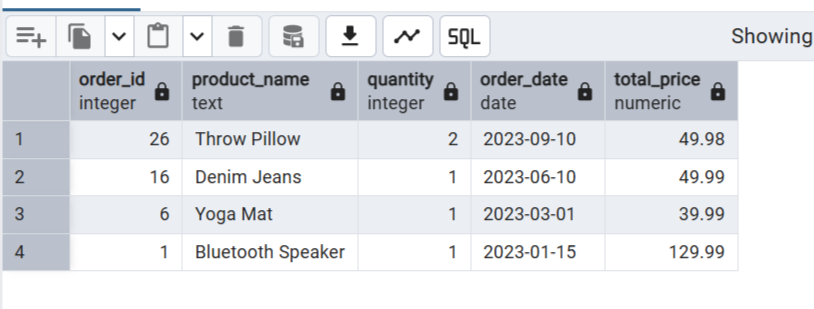 SQL
Showing
order_id product_name quantity order_date total_price
integer text integer date numeric
1 26 Throw Pillow 2 2023-09-10 49.98
2 16 Denim Jeans 1 2023-06-10 49.99
3 6 Yoga Mat 1 2023-03-01 39.99
4 1 Bluetooth Speaker 1 2023-01-15 129.99